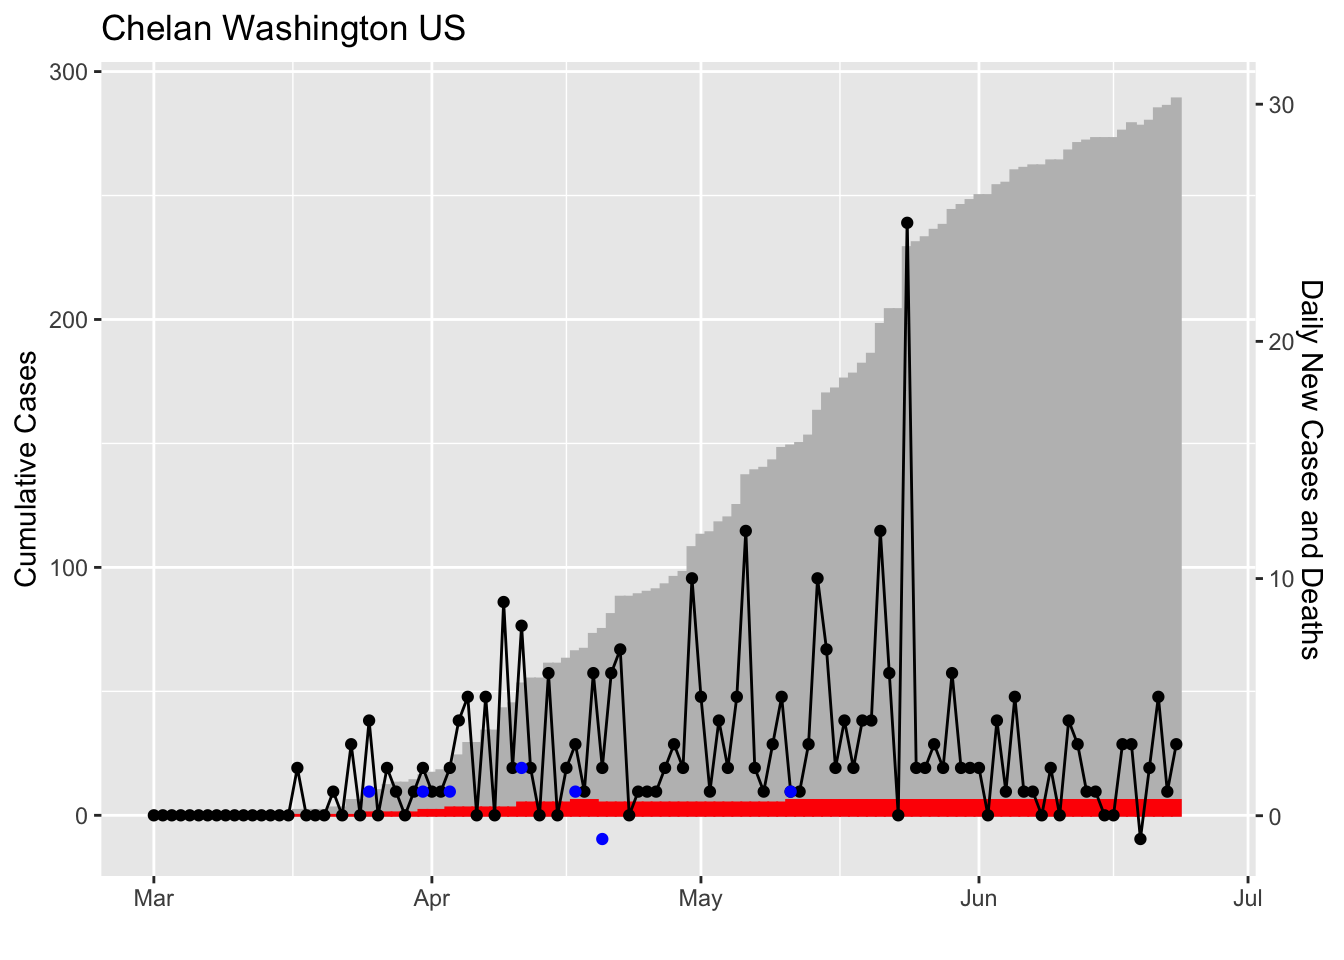 Chelan Washington US
Cumulative Cases
300
200
100
0
30
20
10
0
Daily New Cases and Deaths
Mar
Apr
May
Jun
Jul